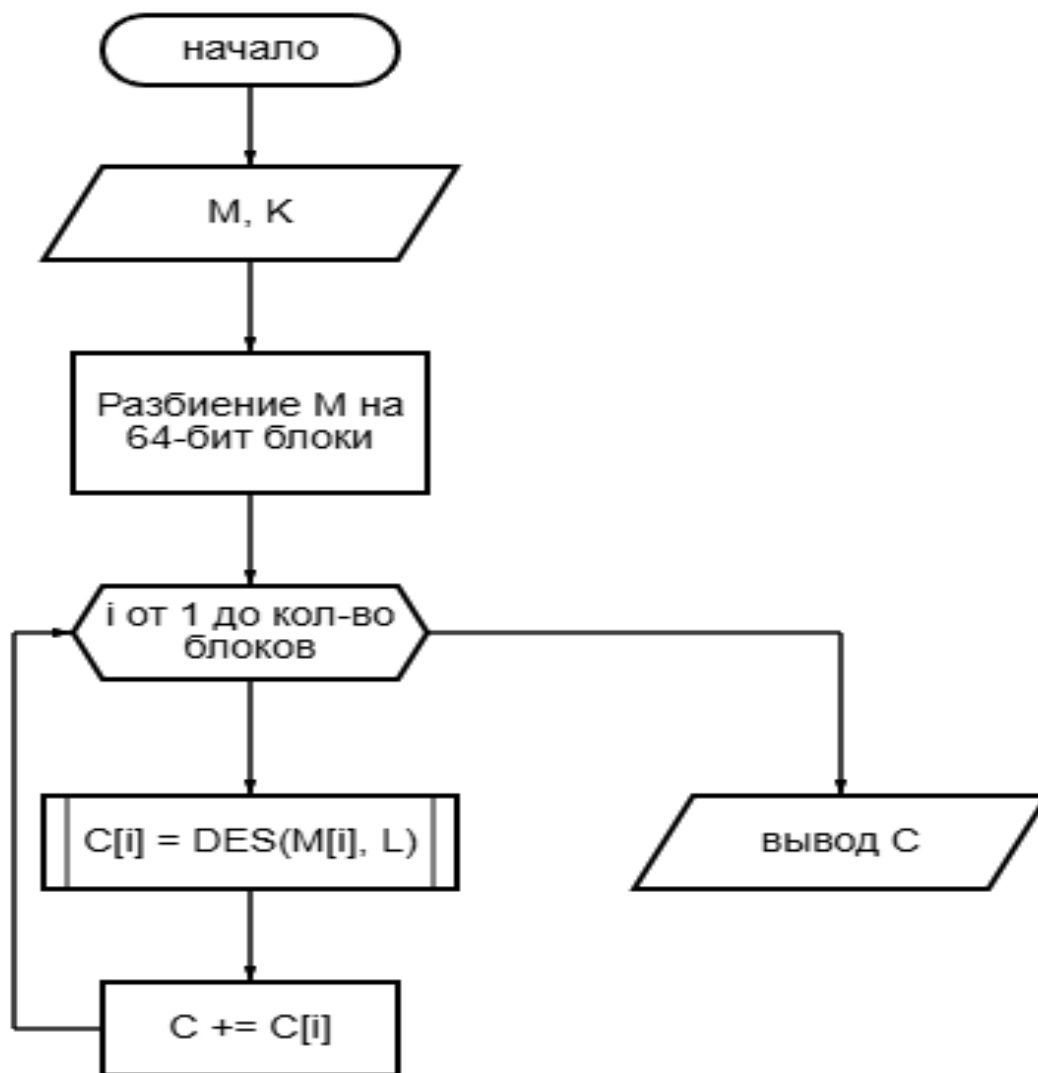 начало
M, K
Разбиение M на
64-бит блоки
i от 1 до кол-во
блоков
C[i] = DES(M[i], L)
вывод C
C += C[i]